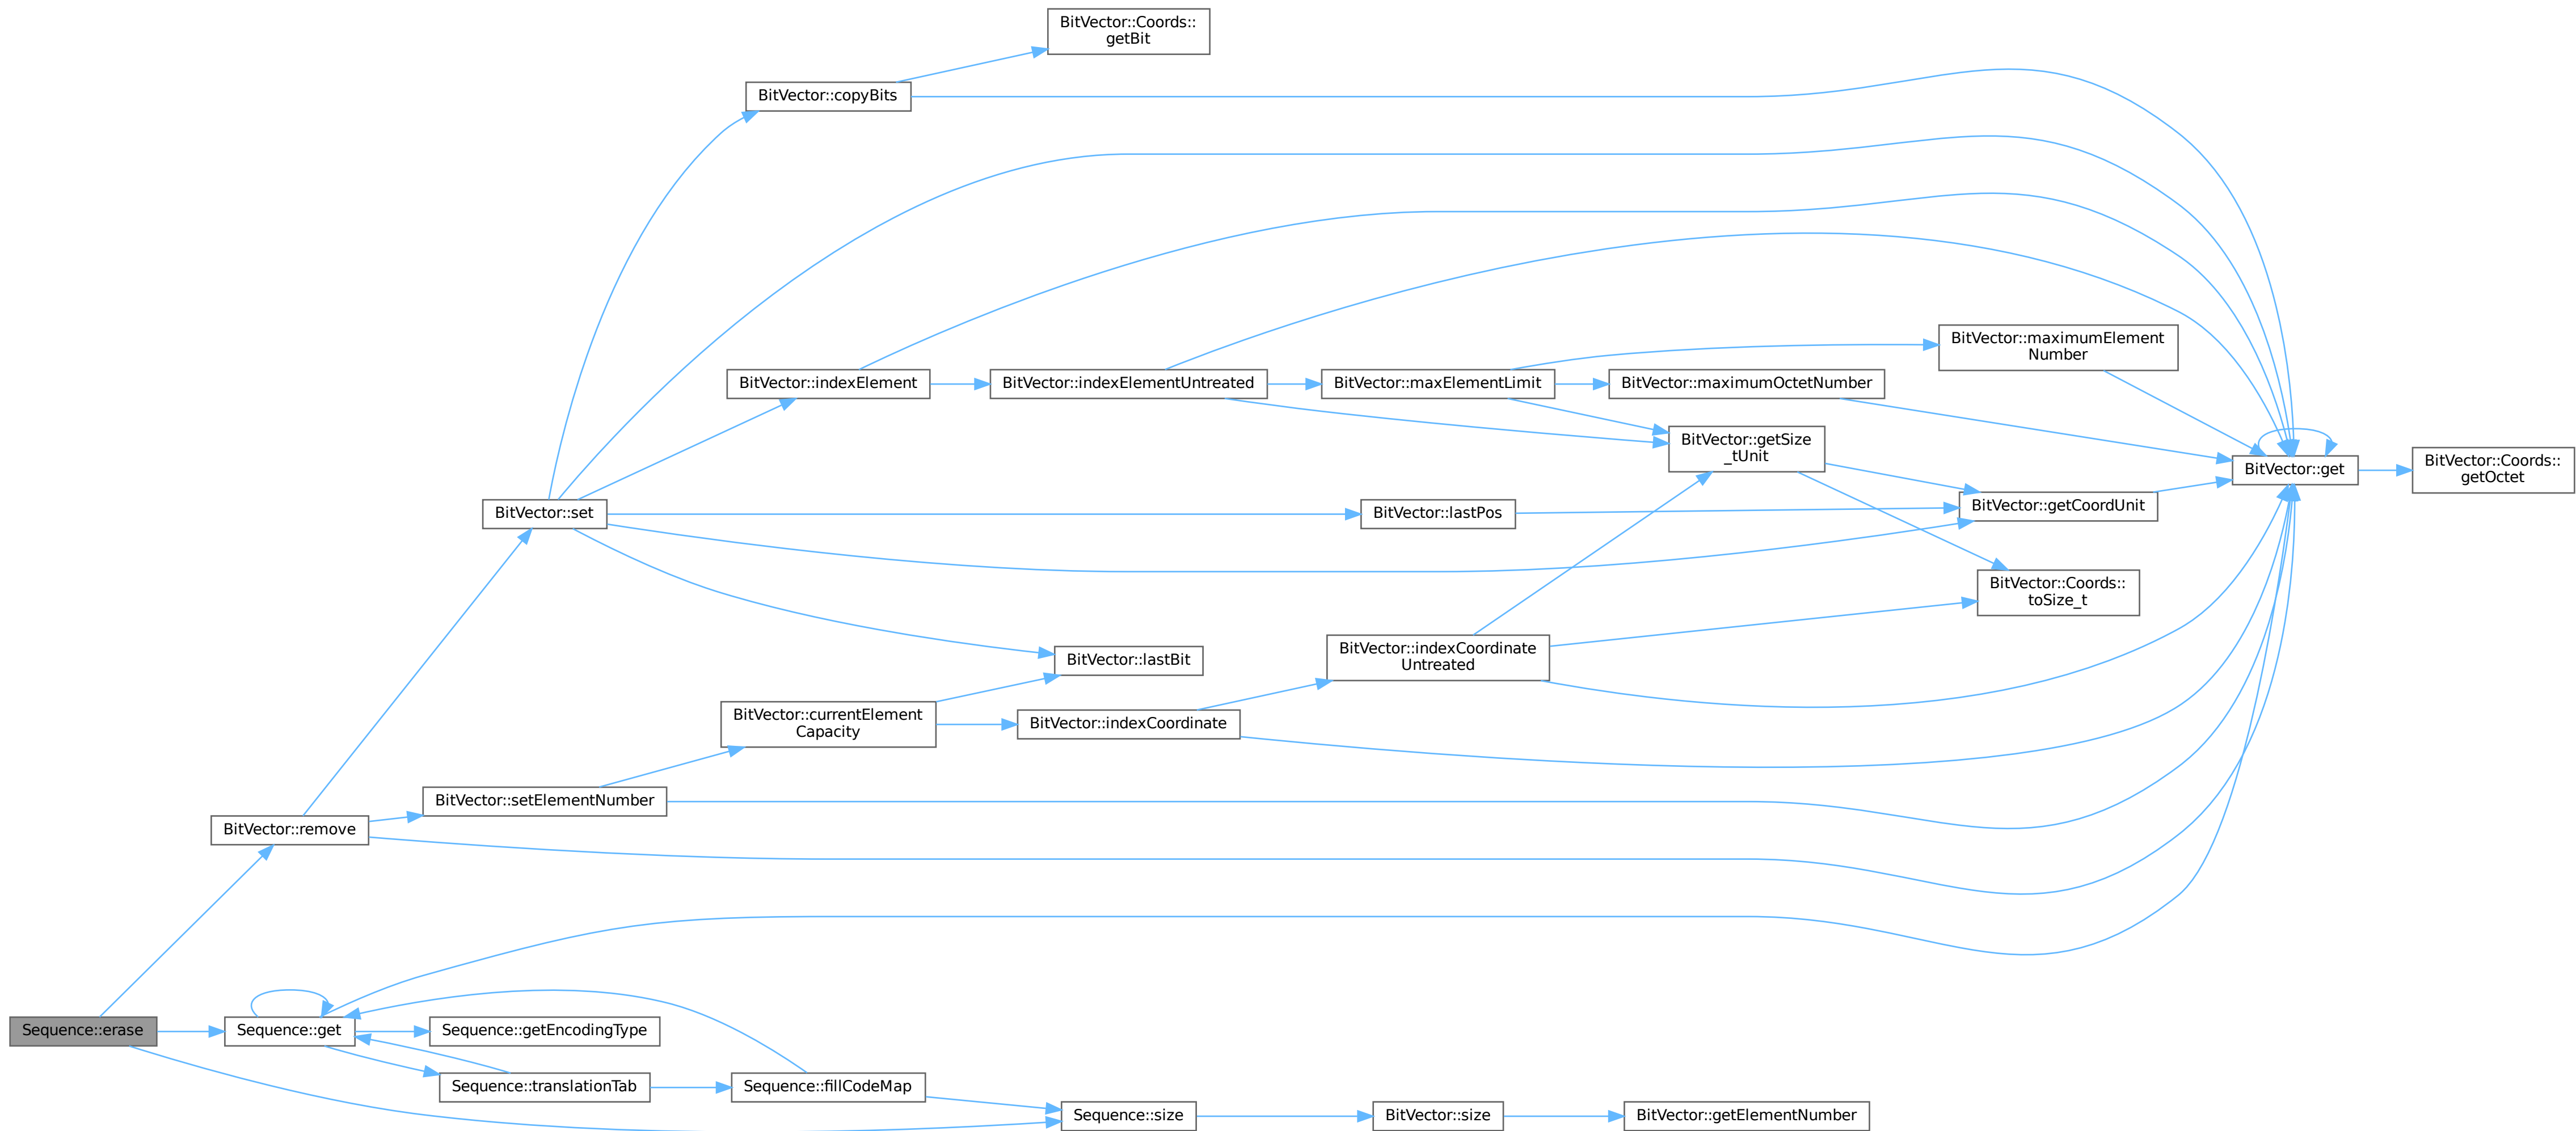 BitVector::Coords::
getBit
BitVector::copyBits
BitVector::maximumElement
Number
BitVector::indexElement
BitVector::indexElementUntreated
BitVector::maxElementLimit
BitVector::maximumOctetNumber
BitVector::getSize
_tUnit
BitVector::get
BitVector::Coords::
getOctet
BitVector::set
BitVector::lastPos
BitVector::getCoordUnit
BitVector::Coords::
toSize_t
BitVector::lastBit
BitVector::indexCoordinate
Untreated
BitVector::currentElement
Capacity
BitVector::indexCoordinate
BitVector::setElementNumber
BitVector::remove
Sequence::erase
Sequence::get
Sequence::getEncodingType
Sequence::translationTab
Sequence::fillCodeMap
Sequence::size
BitVector::size
BitVector::getElementNumber